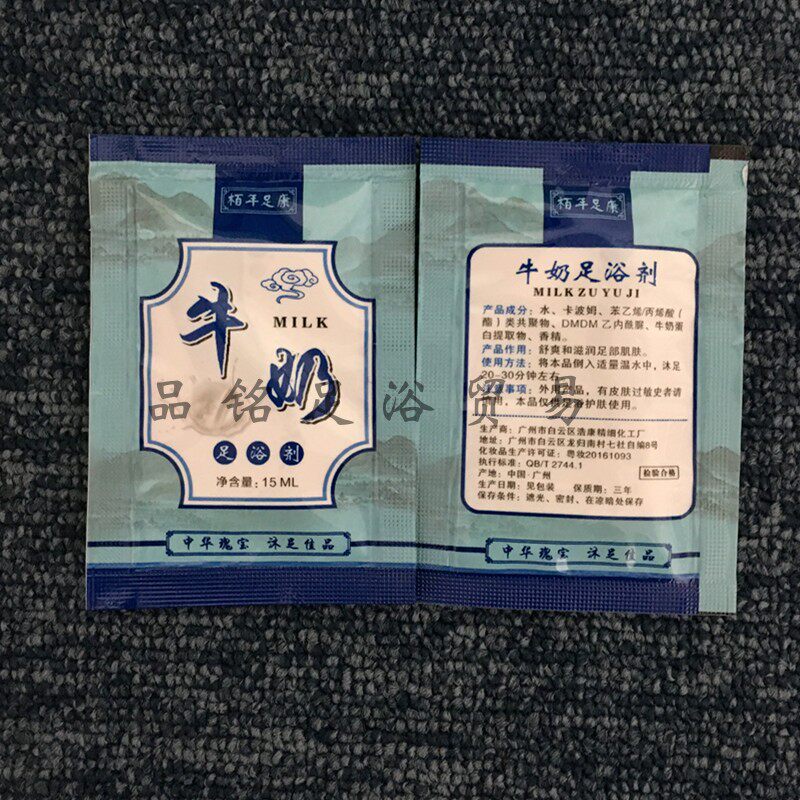 栢年足康
牛奶
MILK
足浴剂
净含量：15 ML
中华瑰宝 沐足佳品
栢年足康
牛奶足浴剂
MILK ZU YU JI
产品成分：水、卡波姆、苯乙烯/丙烯酸（
酯）类共聚物、DMDM 乙内酰脲、牛奶蛋
白提取物、香精。
产品作用：舒爽和滋润足部肌肤。
使用方法：将本品倒入适量温水中，沐足
20-30分钟左右。
事项：外用产品，有皮肤过敏史者请
用，本品仅供足部护肤使用。
生产商：广州市白云区浩康精细化工厂
地址：广州市白云区龙归南村七社自编8号
化妆品生产许可证：粤妆20161093
执行标准：QB/T 2744.1
产地：中国·广州
检验合格
生产日期：见包装 保质期：三年
保存条件：遮光、密封、在凉暗处保存
中华瑰宝 沐足佳品
品铭足浴贸易